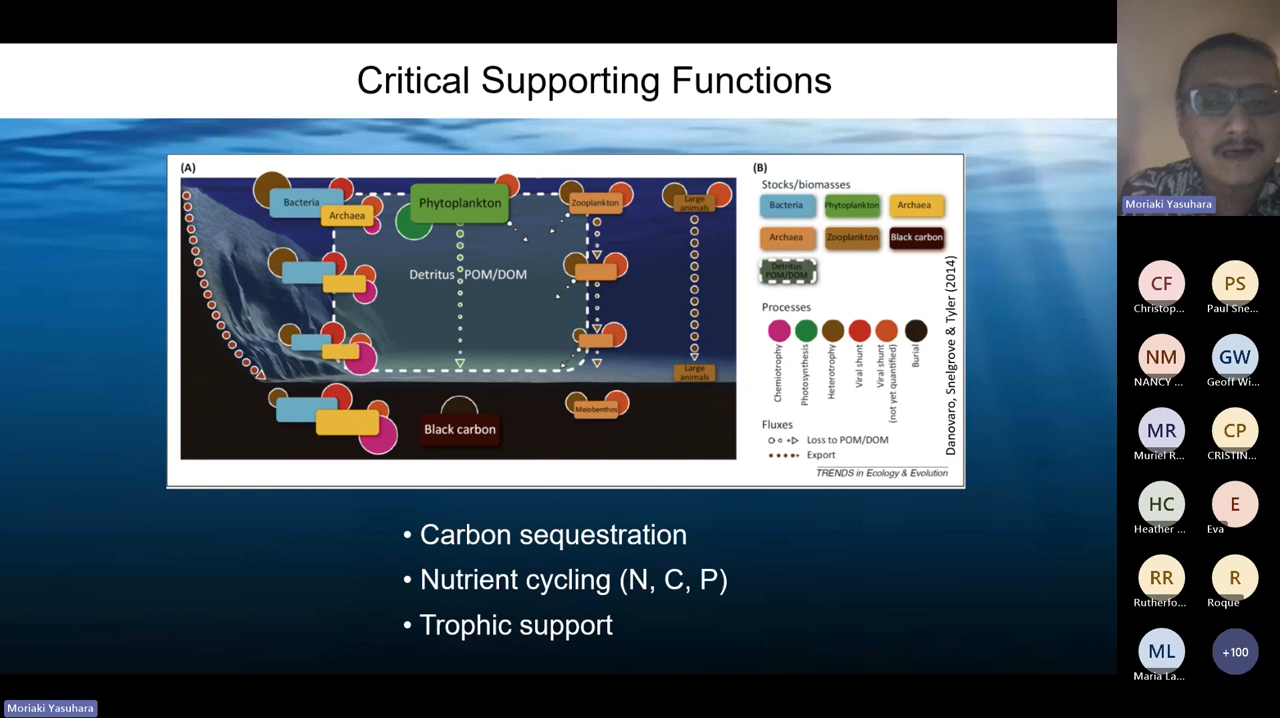 Critical Supporting Functions
(A)
Bacteria
Archaea
Phytoplankton
Zooplankton
Large
animals
Detritus POM/DOM
Large
animals
Meiobenthos
Black carbon
(B)
Stocks/biomasses
Bacteria
Phytoplankton
Archaea
Archaea
Zooplankton
Black carbon
Detritus
POM/DOM
Processes
Chemiotrophy
Photosynthesis
Heterotrophy
Viral shunt
Viral shunt
(not yet quantified)
Burial
Fluxes
Loss to POM/DOM
Export
TRENDS in Ecology & Evolution
Danovaro, Snelgrove & Tyler (2014)
• Carbon sequestration
• Nutrient cycling (N, C, P)
• Trophic support
Moriaki Yasuhara
CF
Christop...
PS
Paul Sne...
NM
NANCY ...
GW
Geoff Wi...
MR
Muriel R...
CP
CRISTIN...
HC
Heather ...
E
Eva
RR
Rutherfo...
R
Roque
ML
Maria La...
+100
Moriaki Yasuhara